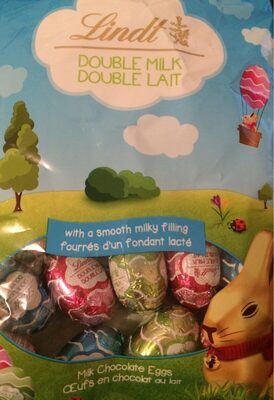 Lindt
DOUBLE MILK
DOUBLE LAIT
with a smooth milky filling
fourrés d'un fondant lacté
Milk Chocolate Eggs
Œufs en chocolat au lait